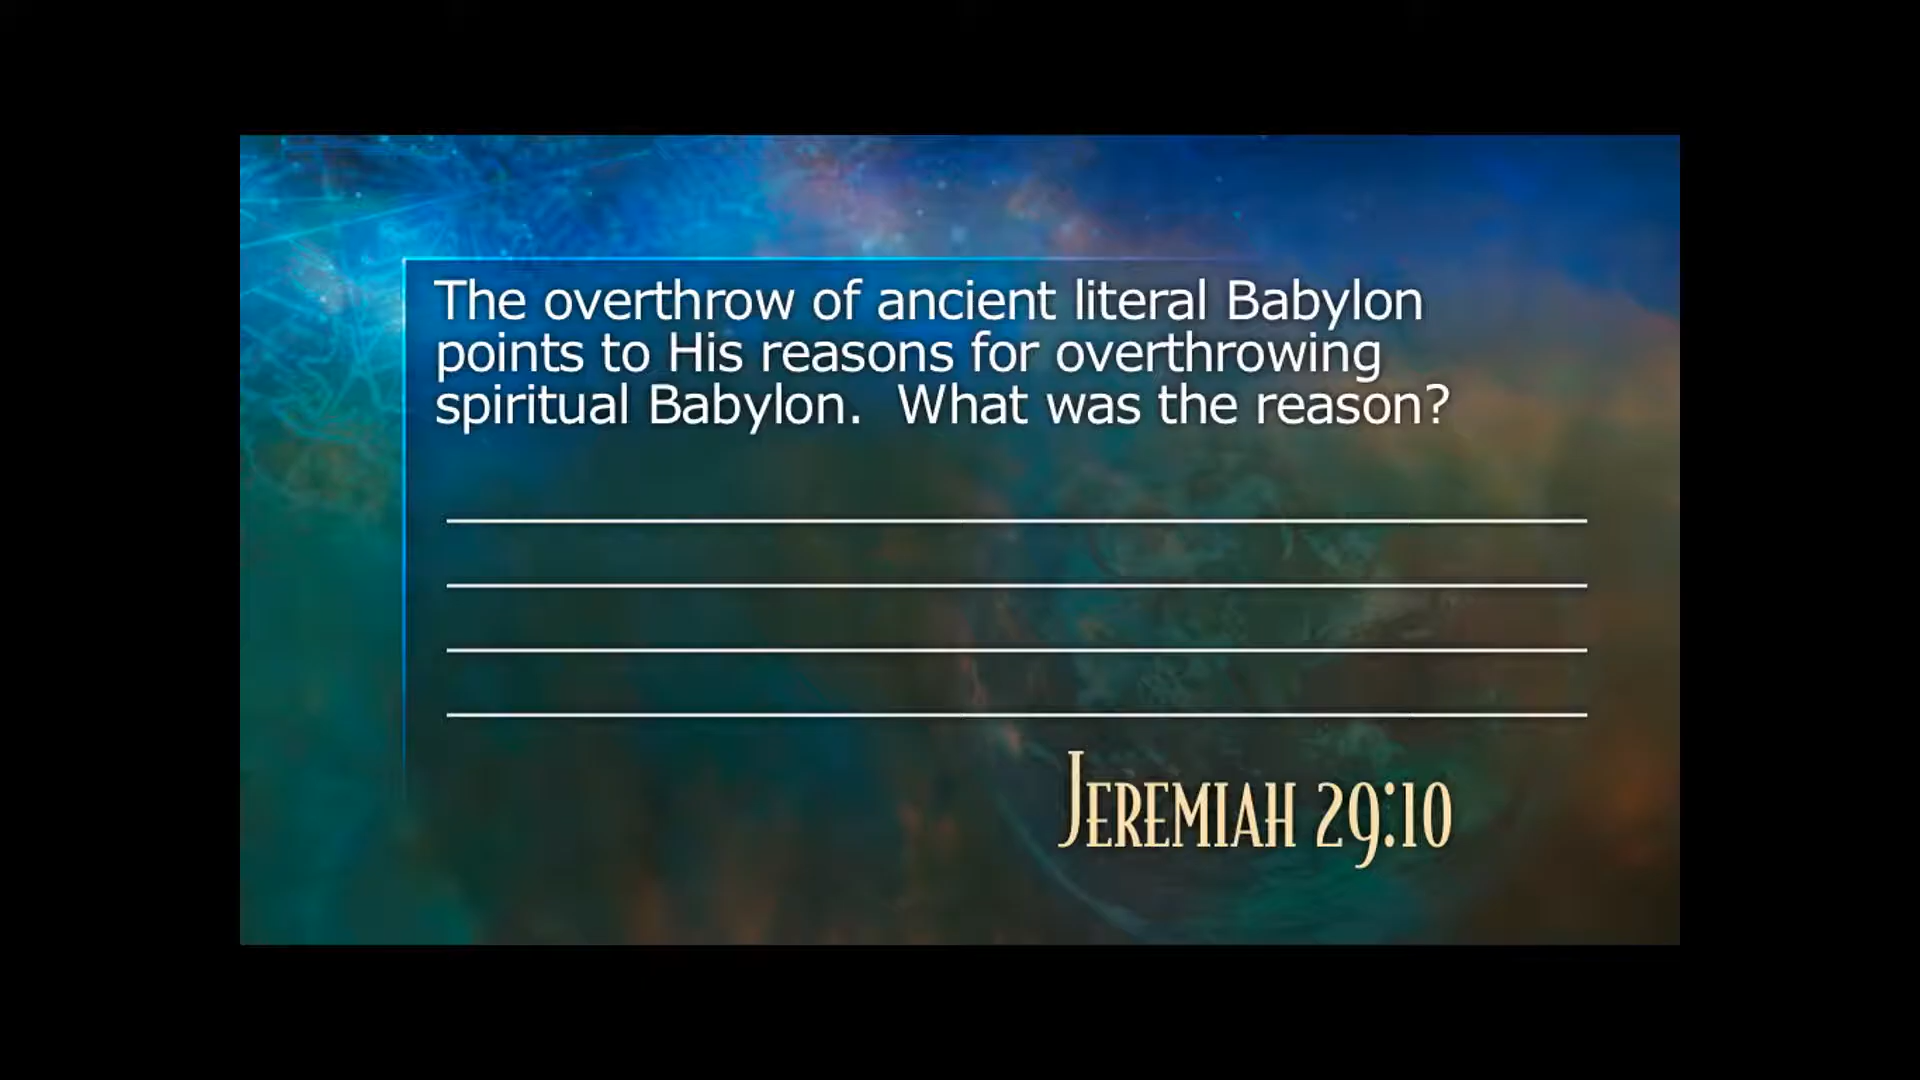 The overthrow of ancient literal Babylon
points to His reasons for overthrowing
spiritual Babylon.  What was the reason?
Jeremiah 29:10